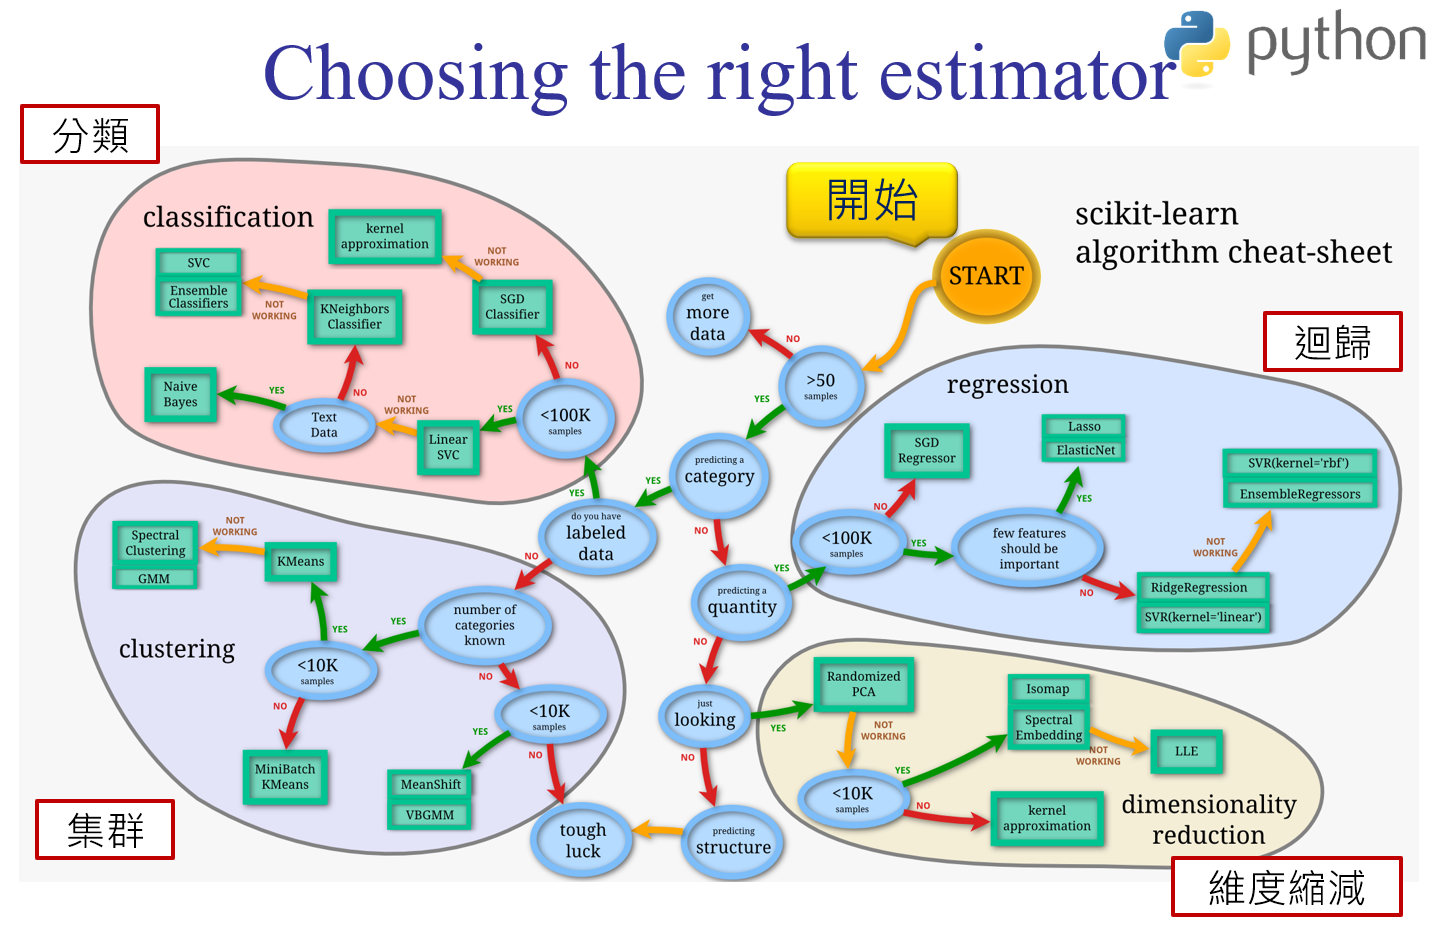 Choosing the right estimator
python
分類
開始
START
scikit-learn
algorithm cheat-sheet
classification
kernel
approximation
NOT
WORKING
SVC
Ensemble
Classifiers
NOT
WORKING
KNeighbors
Classifier
SGD
Classifier
NO
Naive
Bayes
YES
Text
Data
NO
NOT
WORKING
Linear
SVC
YES
<100K
samples
YES
get
more
data
NO
>50
samples
YES
predicting a
category
YES
do you have
labeled
data
NO
NO
predicting a
quantity
YES
NO
just
looking
YES
NO
predicting
structure
tough
luck
迴歸
regression
SGD
Regressor
NO
<100K
samples
YES
Lasso
ElasticNet
YES
few features
should be
important
NO
SVR(kernel='rbf')
EnsembleRegressors
NOT
WORKING
RidgeRegression
SVR(kernel='linear')
clustering
Spectral
Clustering
GMM
NOT
WORKING
KMeans
YES
<10K
samples
YES
number of
categories
known
NO
NO
MiniBatch
KMeans
<10K
samples
YES
NO
MeanShift
VBGMM
集群
Randomized
PCA
NOT
WORKING
<10K
samples
YES
NO
Isomap
Spectral
Embedding
NOT
WORKING
LLE
kernel
approximation
dimensionality
reduction
維度縮減